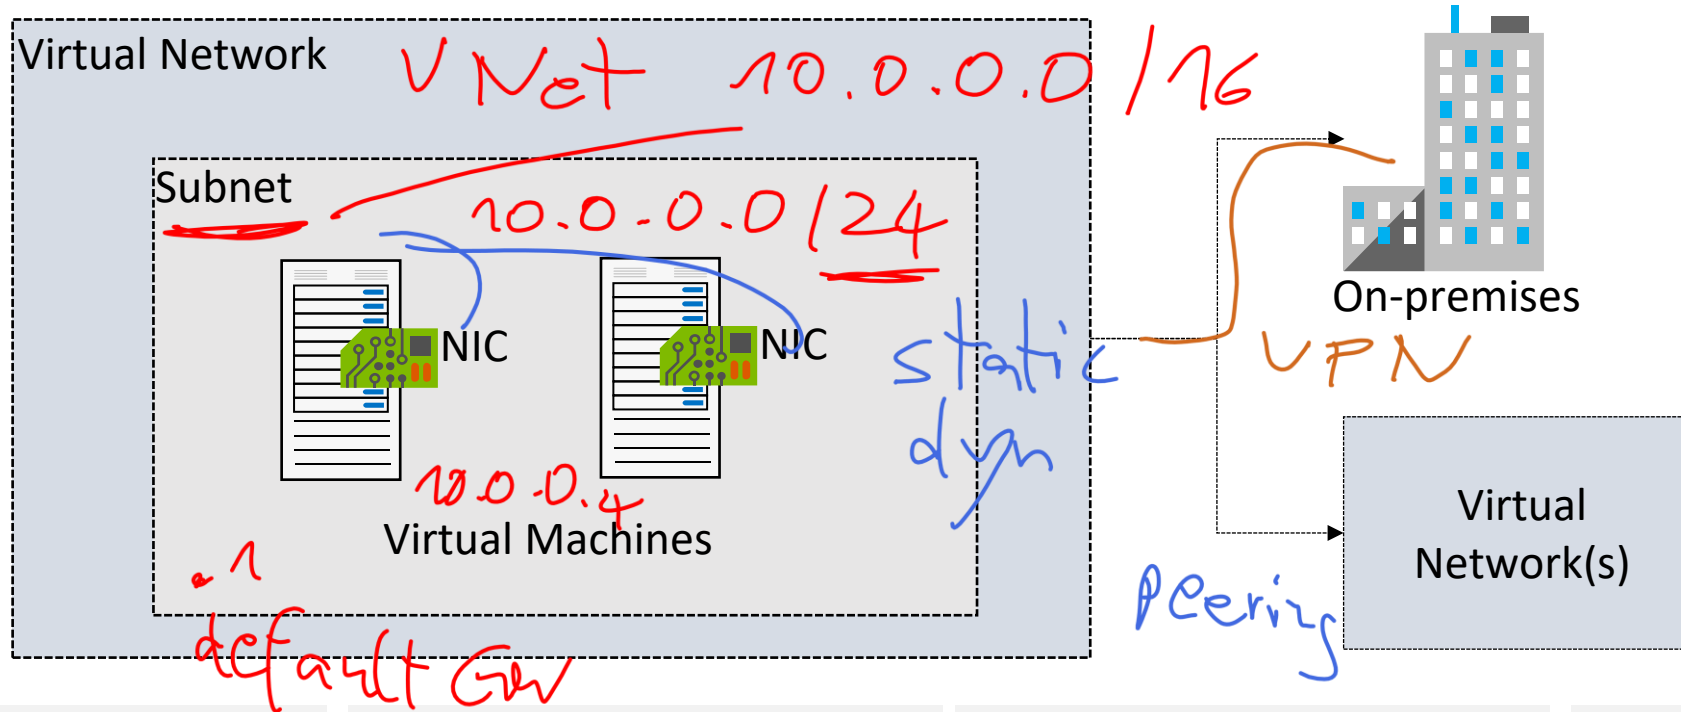 Virtual Network
VNet 10.0.0.0/16
Subnet
10.0.0.0/24
NIC
NIC
static
dyn
10.0.0.4
Virtual Machines
.1
default GW
On-premises
VPN
Virtual
Network(s)
Peering